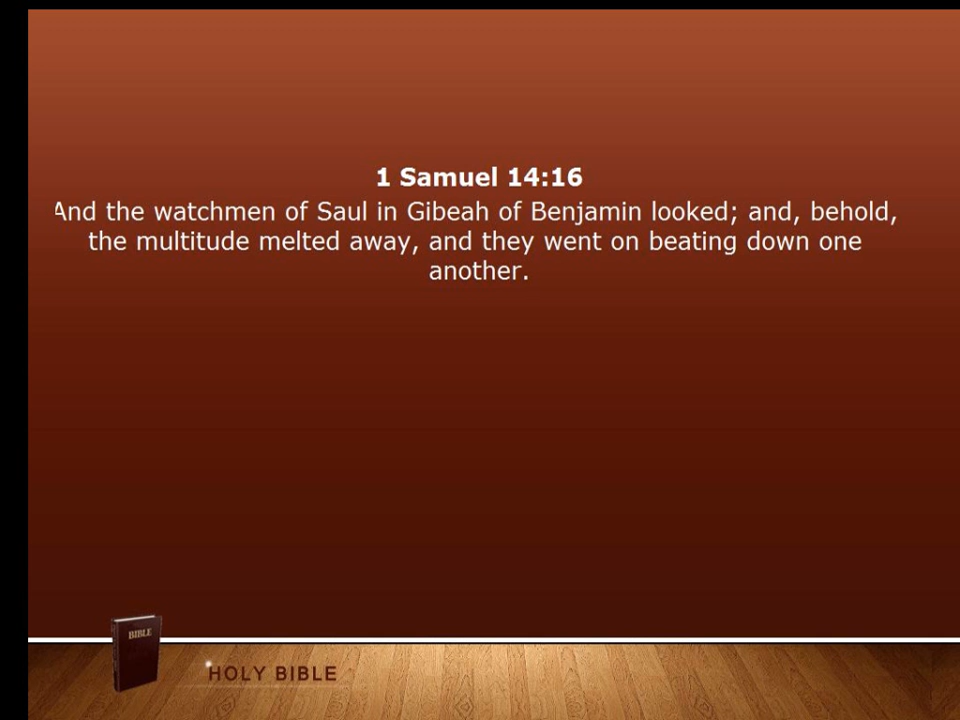 1 Samuel 14:16
And the watchmen of Saul in Gibeah of Benjamin looked; and, behold,
the multitude melted away, and they went on beating down one
another.
BIBLE
HOLY BIBLE